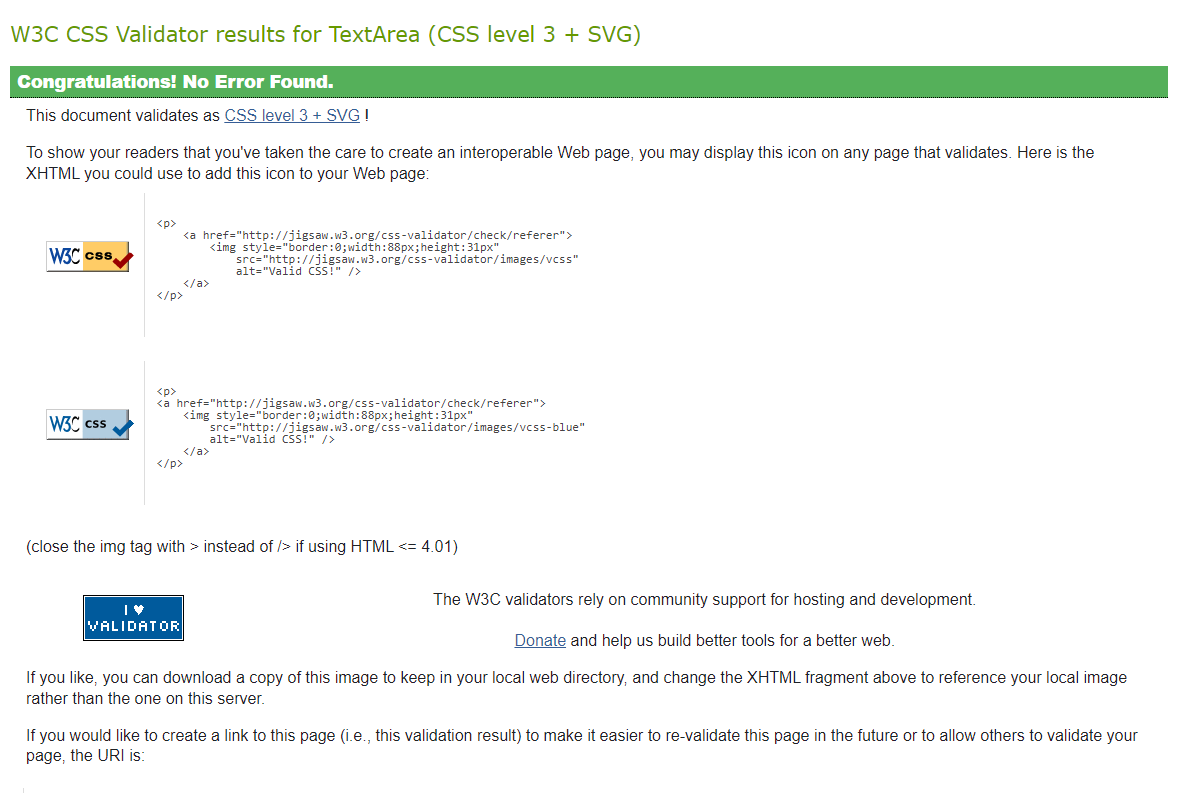 W3C CSS Validator results for TextArea (CSS level 3 + SVG)
Congratulations! No Error Found.
This document validates as CSS level 3 + SVG !
To show your readers that you've taken the care to create an interoperable Web page, you may display this icon on any page that validates. Here is the
XHTML you could use to add this icon to your Web page:
W3C css
<p>
<a href="http://jigsaw.w3.org/css-validator/check/referer">
<img style="border:0;width:88px;height:31px"
src="http://jigsaw.w3.org/css-validator/images/vcss"
alt="Valid CSS!" />
</a>
</p>
W3C css
<p>
<a href="http://jigsaw.w3.org/css-validator/check/referer">
<img style="border:0;width:88px;height:31px"
src="http://jigsaw.w3.org/css-validator/images/vcss-blue"
alt="Valid CSS!" />
</a>
</p>
(close the img tag with > instead of /> if using HTML <= 4.01)
I ♥
VALIDATOR
The W3C validators rely on community support for hosting and development.
Donate and help us build better tools for a better web.
If you like, you can download a copy of this image to keep in your local web directory, and change the XHTML fragment above to reference your local image
rather than the one on this server.
If you would like to create a link to this page (i.e., this validation result) to make it easier to re-validate this page in the future or to allow others to validate your
page, the URI is: